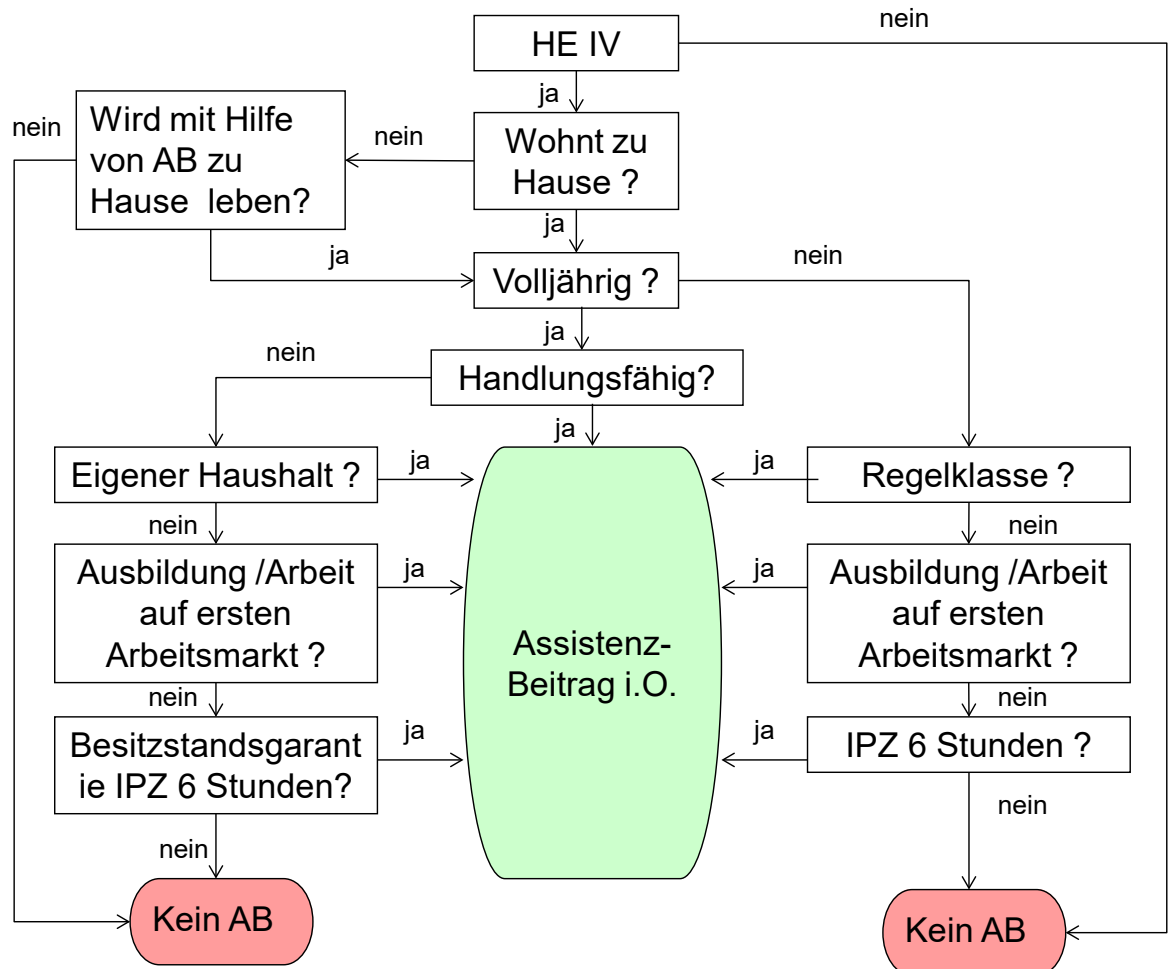 nein
HE IV
ja
Wird mit Hilfe
von AB zu
Hause leben?
nein
nein
Wohnt zu
Hause ?
ja
ja
Volljährig ?
nein
ja
nein
Handlungsfähig?
ja
Eigener Haushalt ?
ja
ja
Regelklasse ?
nein
nein
Ausbildung /Arbeit
auf ersten
Arbeitsmarkt ?
ja
Assistenz-
Beitrag i.O.
ja
Ausbildung /Arbeit
auf ersten
Arbeitsmarkt ?
nein
nein
Besitzstandsgarant
ie IPZ 6 Stunden?
ja
ja
IPZ 6 Stunden ?
nein
nein
Kein AB
Kein AB